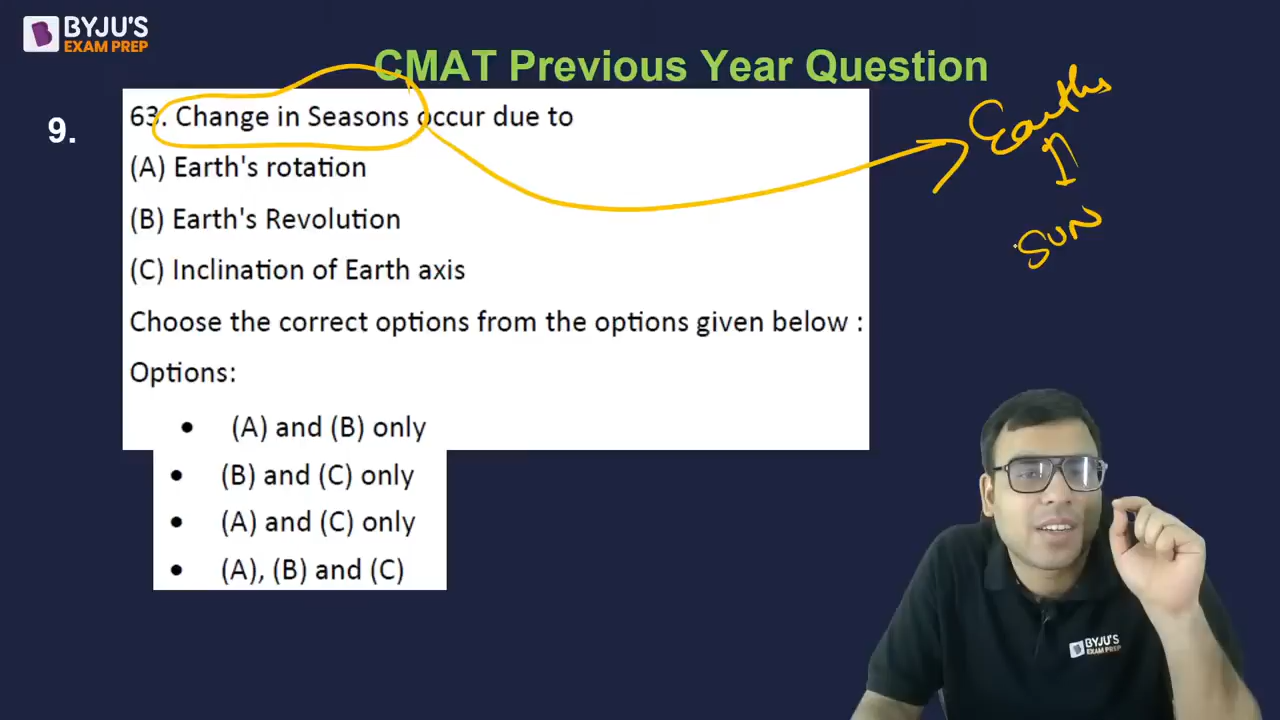 BYJU'S
EXAM PREP
CMAT Previous Year Question
9.
63. Change in Seasons occur due to
(A) Earth's rotation
(B) Earth's Revolution
(C) Inclination of Earth axis
Choose the correct options from the options given below :
Options:
• (A) and (B) only
• (B) and (C) only
• (A) and (C) only
• (A), (B) and (C)
Earths
SUN
BYJU'S
EXAM PREP